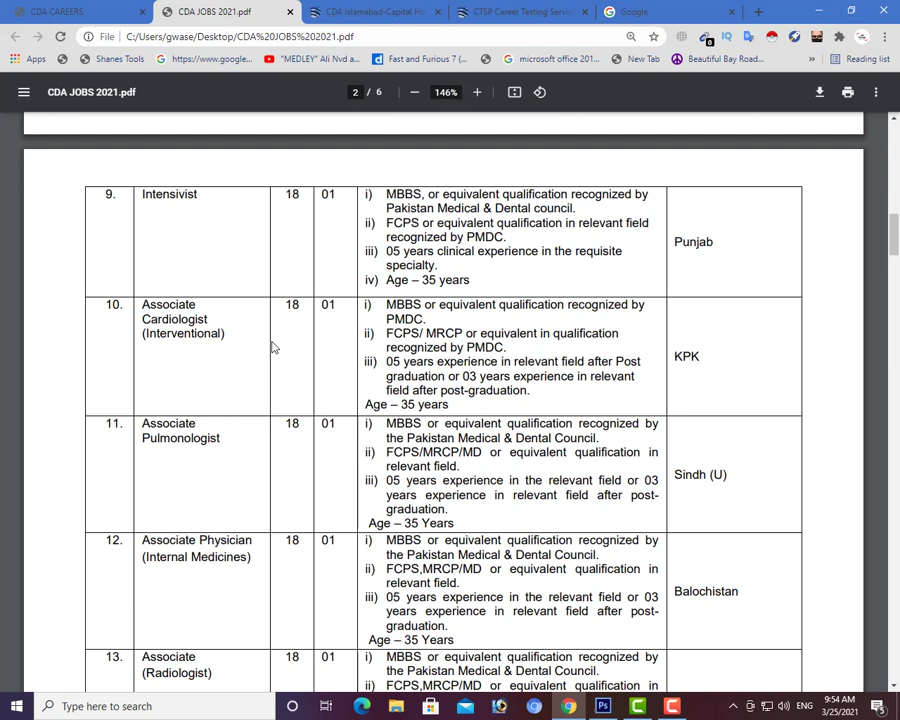 CDA CAREERS
CDA JOBS 2021.pdf
CDA Islamabad-Capital H
CTSP Career Testing Servic
Google
File
C:/Users/gwase/Desktop/CDA%20JOBS%202021.pdf
Apps
Shanes Tools
https://www.google...
"MEDLEY" Ali Nvd a...
Fast and Furious 7 (...
microsoft office 201...
New Tab
Beautiful Bay Road...
»
Reading list
CDA JOBS 2021.pdf
2 / 6
146%
9. Intensivist 18 01 i) MBBS, or equivalent qualification recognized by
Pakistan Medical & Dental council.
ii) FCPS or equivalent qualification in relevant field
recognized by PMDC.
iii) 05 years clinical experience in the requisite
specialty.
iv) Age – 35 years
Punjab
10. Associate Cardiologist (Interventional) 18 01 i) MBBS or equivalent qualification recognized by
PMDC.
ii) FCPS/ MRCP or equivalent in qualification
recognized by PMDC.
iii) 05 years experience in relevant field after Post
graduation or 03 years experience in relevant
field after post-graduation.
Age – 35 years
KPK
11. Associate Pulmonologist 18 01 i) MBBS or equivalent qualification recognized by
the Pakistan Medical & Dental Council.
ii) FCPS/MRCP/MD or equivalent qualification in
relevant field.
iii) 05 years experience in the relevant field or 03
years experience in relevant field after post-
graduation.
Age – 35 Years
Sindh (U)
12. Associate Physician (Internal Medicines) 18 01 i) MBBS or equivalent qualification recognized by
the Pakistan Medical & Dental Council.
ii) FCPS,MRCP/MD or equivalent qualification in
relevant field.
iii) 05 years experience in the relevant field or 03
years experience in relevant field after post-
graduation.
Age – 35 Years
Balochistan
13. Associate (Radiologist) 18 01 i) MBBS or equivalent qualification recognized by
the Pakistan Medical & Dental Council.
ii) FCPS,MRCP/MD or equivalent qualification in
Type here to search
ENG
9:54 AM
3/25/2021